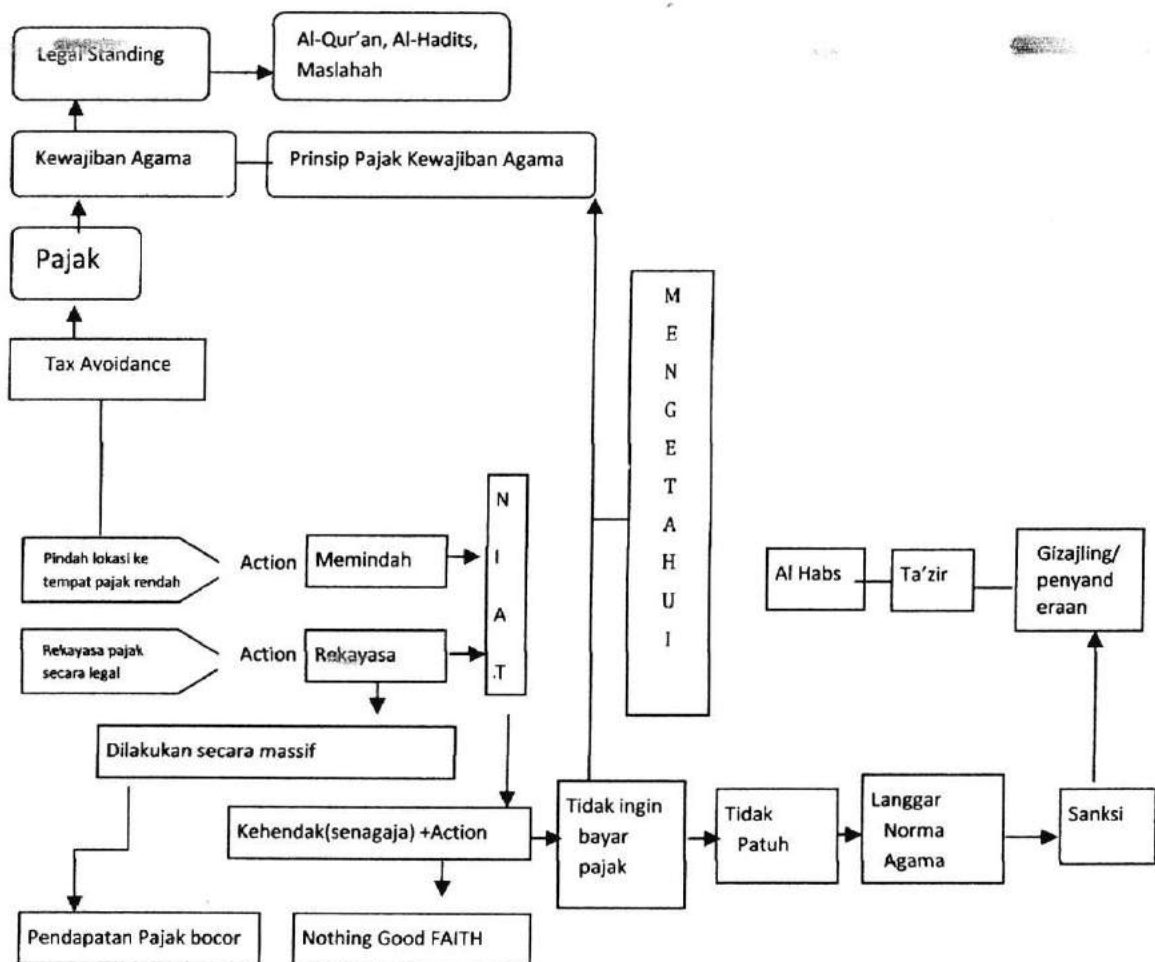 Legal Standing
Al-Qur'an, Al-Hadits,
Maslahah
Kewajiban Agama
Prinsip Pajak Kewajiban Agama
Pajak
Tax Avoidance
M
E
N
G
E
T
A
H
U
I
N
I
A
.T
Pindah lokasi ke
tempat pajak rendah
Action
Memindah
Rekayasa pajak
secara legal
Action
Rekayasa
Al Habs
Ta'zir
Gizajling/
penyand
eraan
Dilakukan secara massif
Kehendak(senagaja) +Action
Tidak ingin
bayar
pajak
Tidak
Patuh
Langgar
Norma
Agama
Sanksi
Pendapatan Pajak bocor
Nothing Good FAITH